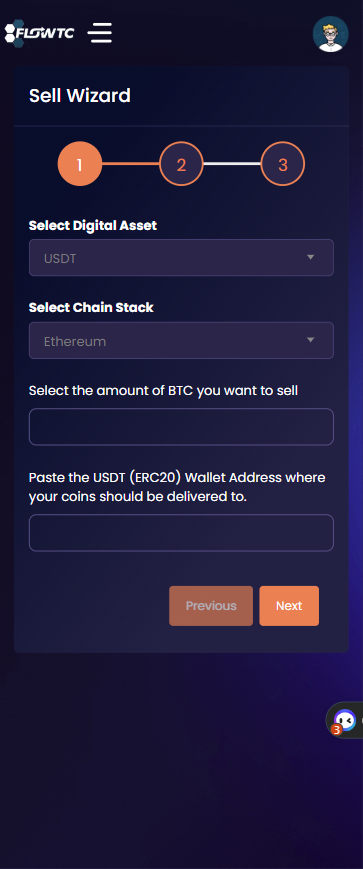 FLOWTC
Sell Wizard
1
2
3
Select Digital Asset
USDT
Select Chain Stack
Ethereum
Select the amount of BTC you want to sell
Paste the USDT (ERC20) Wallet Address where
your coins should be delivered to.
Previous
Next
3